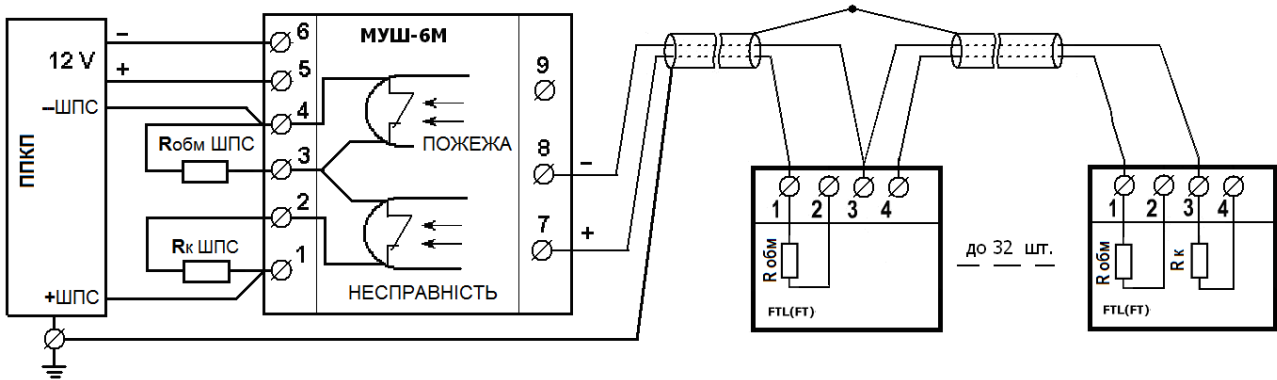 ППКП
12 V
–
+
–ШПС
+ШПС
Rобм ШПС
Rк ШПС
6
5
4
3
2
1
МУШ-6М
ПОЖЕЖА
НЕСПРАВНІСТЬ
9
8
7
–
+
1 2 3 4
R обм
FTL(FT)
до 32 шт.
1 2 3 4
R обм
R к
FTL(FT)